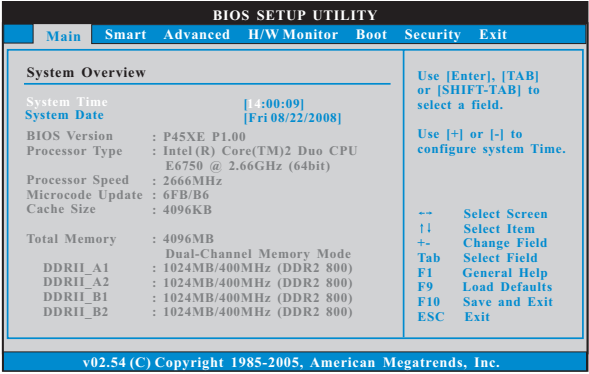 BIOS SETUP UTILITY
Main Smart Advanced H/W Monitor Boot Security Exit
System Overview
System Time [14:00:09]
System Date [Fri 08/22/2008]
BIOS Version : P45XE P1.00
Processor Type : Intel (R) Core(TM)2 Duo CPU
E6750 @ 2.66GHz (64bit)
Processor Speed : 2666MHz
Microcode Update : 6FB/B6
Cache Size : 4096KB
Total Memory : 4096MB
Dual-Channel Memory Mode
DDRII_A1 : 1024MB/400MHz (DDR2 800)
DDRII_A2 : 1024MB/400MHz (DDR2 800)
DDRII_B1 : 1024MB/400MHz (DDR2 800)
DDRII_B2 : 1024MB/400MHz (DDR2 800)
Use [Enter], [TAB]
or [SHIFT-TAB] to
select a field.
Use [+] or [-] to
configure system Time.
←→ Select Screen
↑↓ Select Item
+- Change Field
Tab Select Field
F1 General Help
F9 Load Defaults
F10 Save and Exit
ESC Exit
v02.54 (C) Copyright 1985-2005, American Megatrends, Inc.